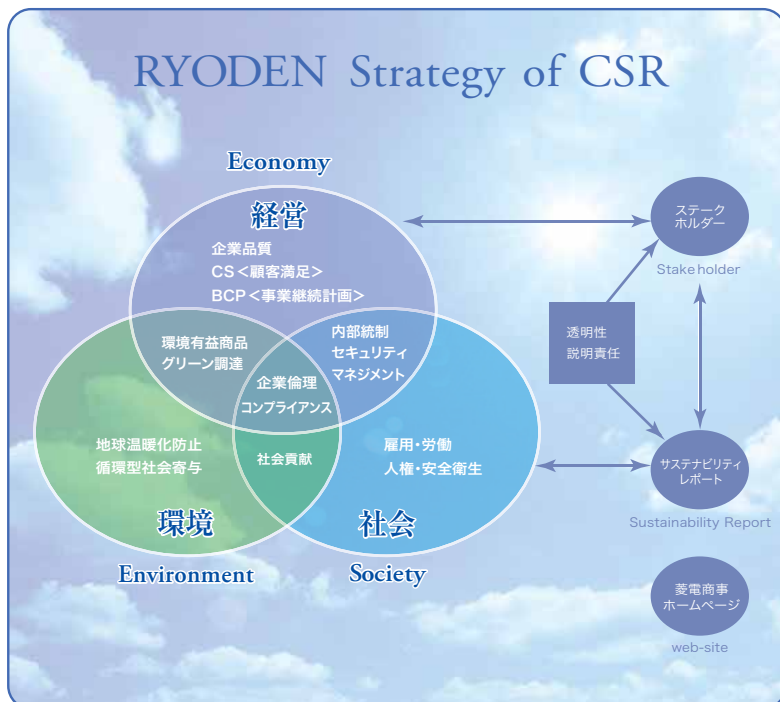 RYODEN Strategy of CSR
Economy
経営
企業品質
CS<顧客満足>
BCP<事業継続計画>
環境有益商品
グリーン調達
内部統制
セキュリティ
マネジメント
企業倫理
コンプライアンス
地球温暖化防止
循環型社会寄与
社会貢献
雇用・労働
人権・安全衛生
環境
社会
Environment
Society
ステーク
ホルダー
Stake holder
透明性
説明責任
サステナビリティ
レポート
Sustainability Report
菱電商事
ホームページ
web-site